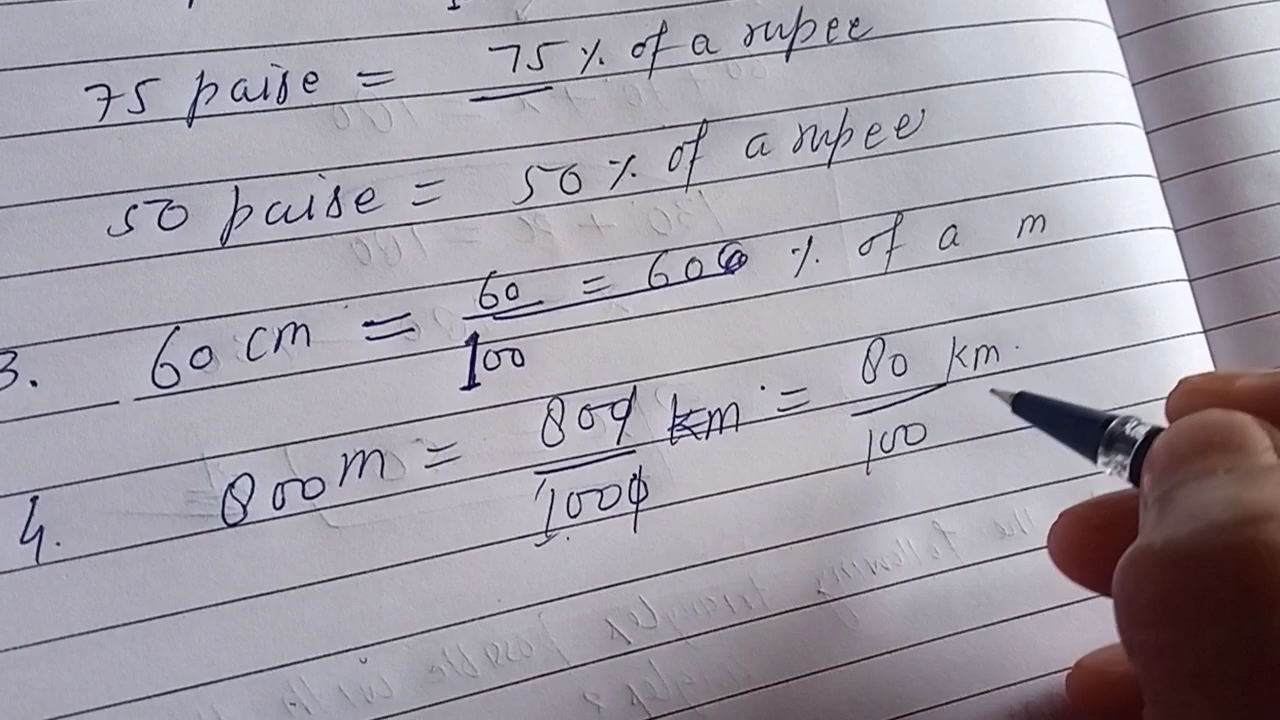 75 paise = 75 % of a rupee
50 paise = 50 % of a rupee
3. 60 cm = 60/100 = 60 % of a m
4. 800 m = 800/1000 km = 80/100 km.